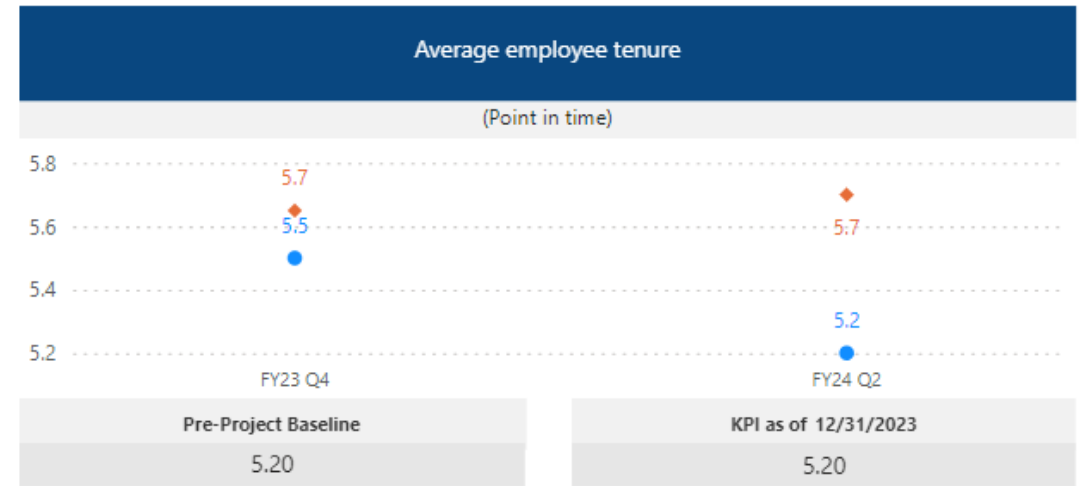 Average employee tenure
(Point in time)
5.8
5.7
5.6
5.5
5.7
5.4
5.2
5.2
FY23 Q4
FY24 Q2
Pre-Project Baseline
KPI as of 12/31/2023
5.20
5.20